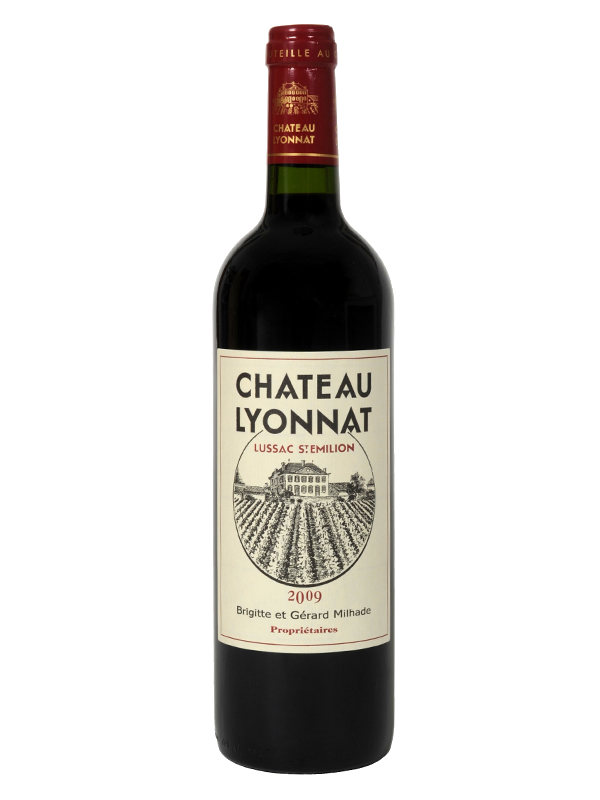 CHATEAU
LYONNAT
CHATEAU
LYONNAT
LUSSAC ST EMILION
2009
Brigitte et Gérard Milhade
Propriétaires